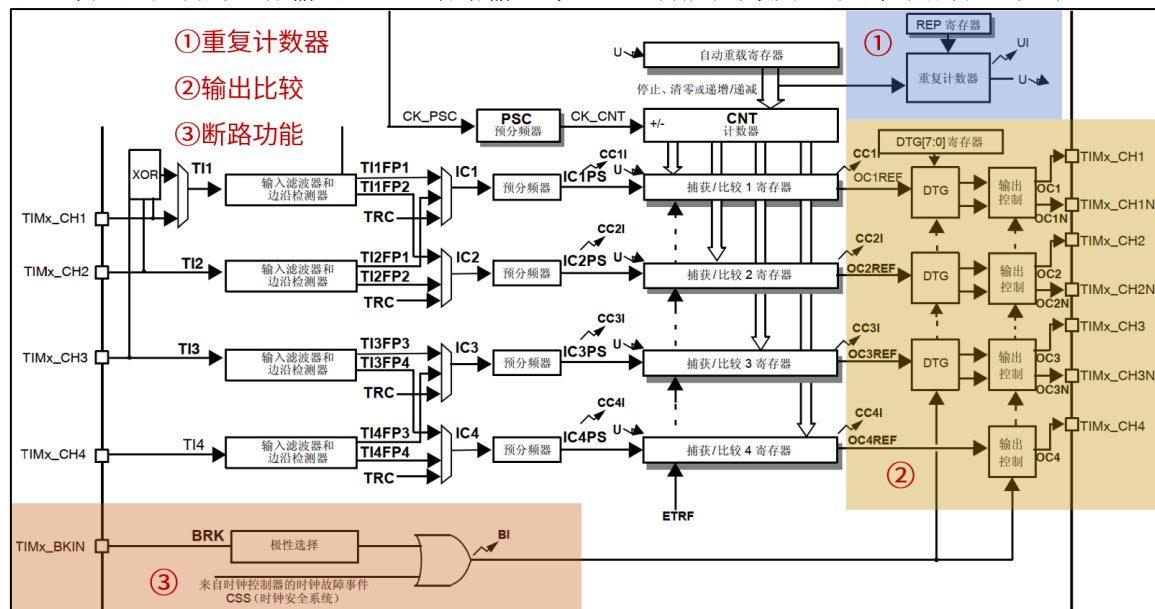 ①重复计数器
②输出比较
③断路功能
①
REP 寄存器
UI
U
自动重载寄存器
重复计数器
U
停止、清零或递增/递减
CK_PSC
PSC
预分频器
CK_CNT
+/-
CNT
计数器
DTG[7:0]寄存器
XOR
TI1
输入滤波器和
边沿检测器
TI1FP1
TI1FP2
TRC
IC1
预分频器
CC1I
U
IC1PS
捕获/比较 1 寄存器
CC1I
OC1REF
DTG
输出
控制
OC1
OC1N
TIMx_CH1
TIMx_CH1N
TIMx_CH1
TIMx_CH2
TI2
输入滤波器和
边沿检测器
TI2FP1
TI2FP2
TRC
IC2
预分频器
CC2I
U
IC2PS
捕获/比较 2 寄存器
CC2I
OC2REF
DTG
输出
控制
OC2
OC2N
TIMx_CH2
TIMx_CH2N
TIMx_CH3
TI3
输入滤波器和
边沿检测器
TI3FP3
TI3FP4
TRC
IC3
预分频器
CC3I
U
IC3PS
捕获/比较 3 寄存器
CC3I
OC3REF
DTG
输出
控制
OC3
OC3N
TIMx_CH3
TIMx_CH3N
TIMx_CH4
TI4
输入滤波器和
边沿检测器
TI4FP3
TI4FP4
TRC
IC4
预分频器
CC4I
U
IC4PS
捕获/比较 4 寄存器
CC4I
OC4REF
输出
控制
OC4
TIMx_CH4
②
ETRF
TIMx_BKIN
BRK
极性选择
BI
③
来自时钟控制器的时钟故障事件
CSS（时钟安全系统）